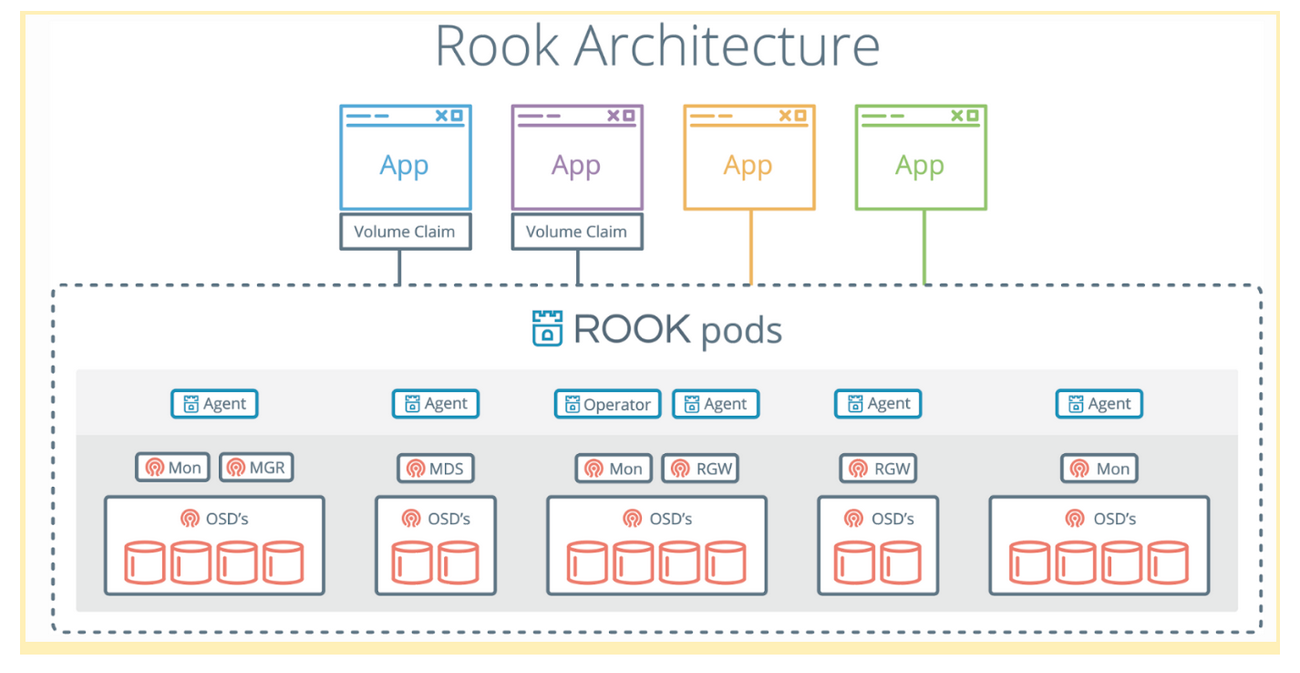 Rook Architecture
App App App App
Volume Claim Volume Claim
ROOK pods
Agent Agent Operator Agent Agent Agent
Mon MGR MDS Mon RGW RGW Mon
OSD's OSD's OSD's OSD's OSD's